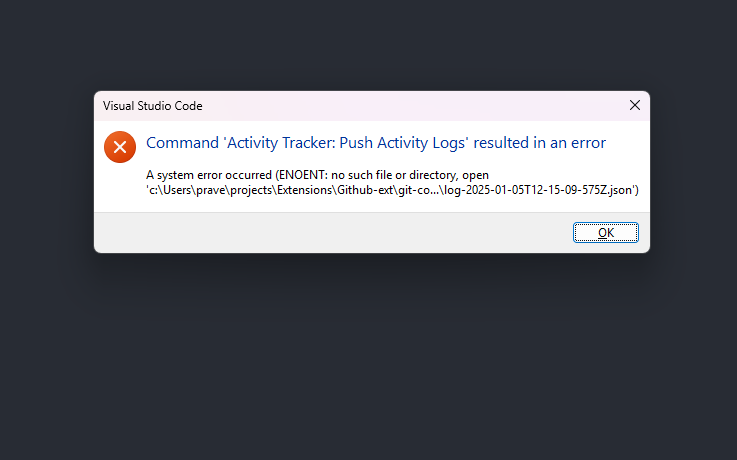 Visual Studio Code
Command 'Activity Tracker: Push Activity Logs' resulted in an error
A system error occurred (ENOENT: no such file or directory, open
'c:\Users\prave\projects\Extensions\Github-ext\git-co...\log-2025-01-05T12-15-09-575Z.json')
OK